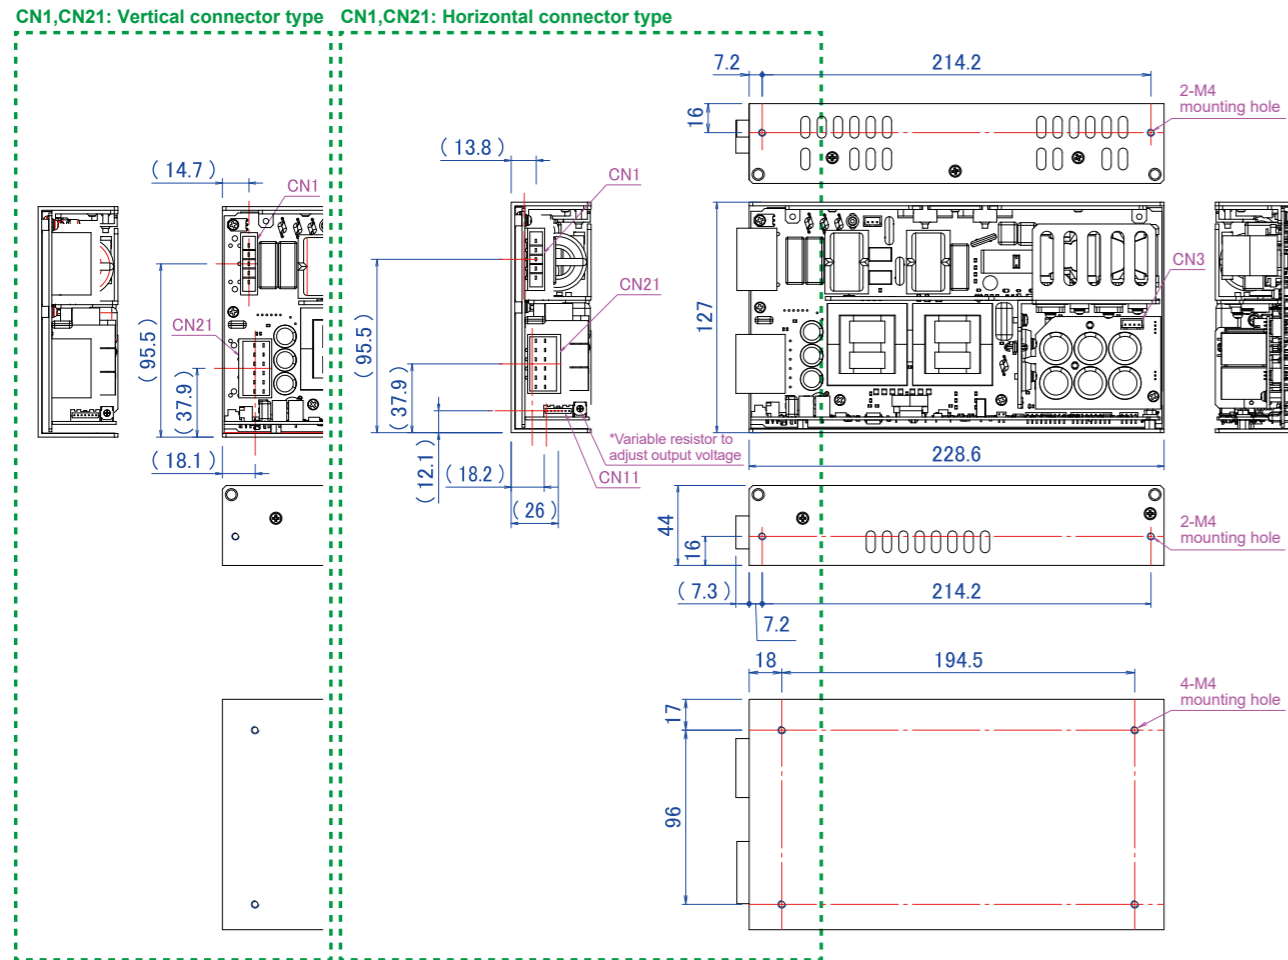 CN1,CN21: Vertical connector type
CN1,CN21: Horizontal connector type
7.2
214.2
2-M4
mounting hole
16
( 13.8 )
( 14.7 )
CN1
CN1
CN3
CN21
CN21
127
( 95.5 )
( 95.5 )
( 37.9 )
( 37.9 )
*Variable resistor to
adjust output voltage
( 18.1 )
( 12.1 )
( 18.2 )
CN11
228.6
( 26 )
44
16
2-M4
mounting hole
( 7.3 )
214.2
7.2
18
194.5
4-M4
mounting hole
17
96